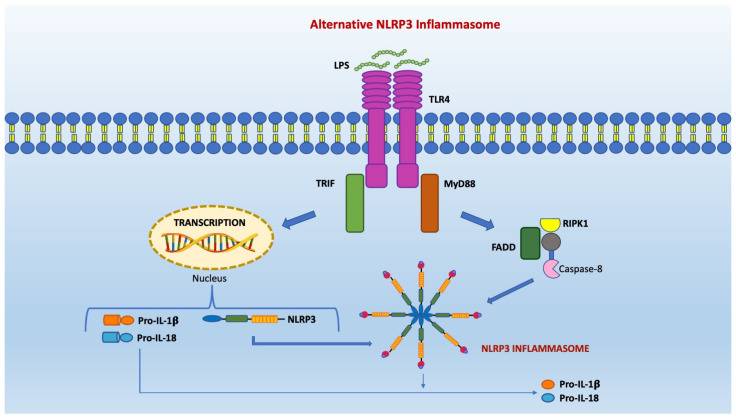 Alternative NLRP3 Inflammasome
LPS
TLR4
TRIF
MyD88
TRANSCRIPTION
RIPK1
FADD
Caspase-8
Nucleus
Pro-IL-1β
NLRP3
Pro-IL-18
NLRP3 INFLAMMASOME
Pro-IL-1β
Pro-IL-18